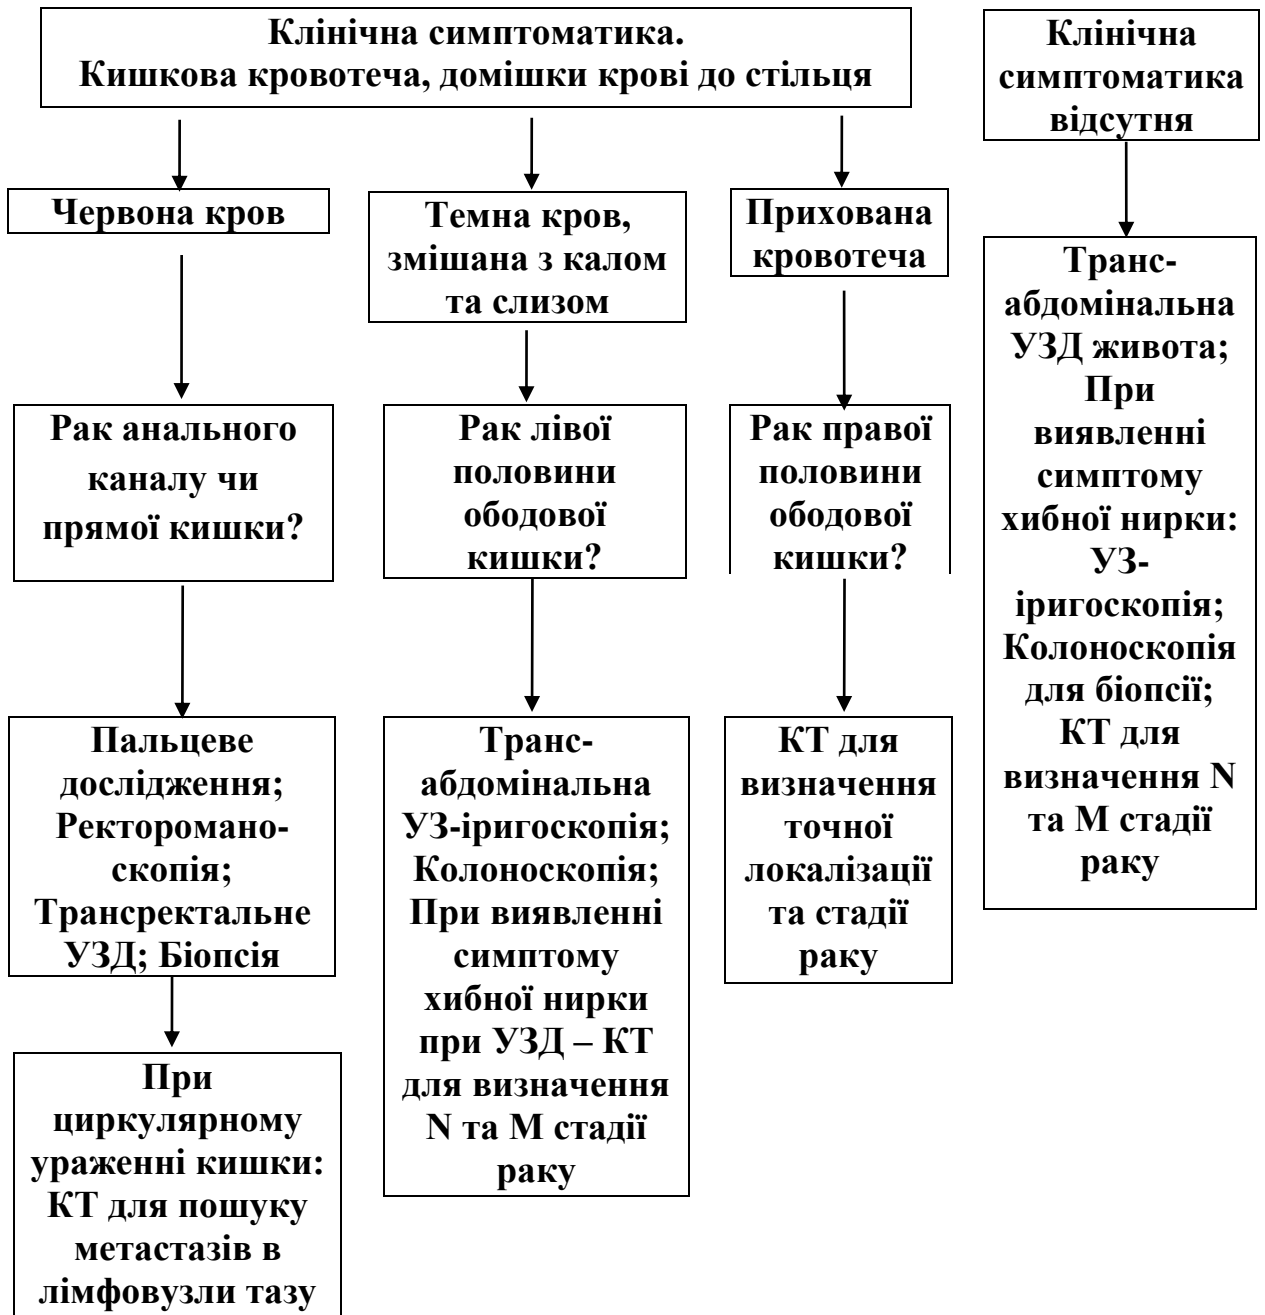 Клінічна симптоматика.
Кишкова кровотеча, домішки крові до стільця
Червона кров
Рак анального
каналу чи
прямої кишки?
Пальцеве
дослідження;
Ректоромано-
скопія;
Трансректальне
УЗД; Біопсія
При
циркулярному
ураженні кишки:
КТ для пошуку
метастазів в
лімфовузли тазу
Темна кров,
змішана з калом
та слизом
Рак лівої
половини
ободової
кишки?
Транс-
абдомінальна
УЗ-іригоскопія;
Колоноскопія;
При виявленні
симптому
хибної нирки
при УЗД – КТ
для визначення
N та M стадії
раку
Прихована
кровотеча
Рак правої
половини
ободової
кишки?
КТ для
визначення
точної
локалізації
та стадії
раку
Клінічна
симптоматика
відсутня
Транс-
абдомінальна
УЗД живота;
При
виявленні
симптому
хибної нирки:
УЗ-
іригоскопія;
Колоноскопія
для біопсії;
КТ для
визначення N
та M стадії
раку